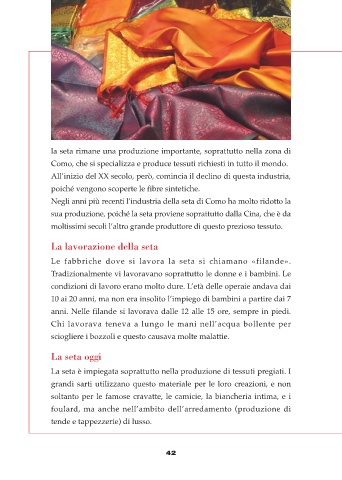 la seta rimane una produzione importante, soprattutto nella zona di
Como, che si specializza e produce tessuti richiesti in tutto il mondo.
All'inizio del XX secolo, però, comincia il declino di questa industria,
poiché vengono scoperte le fibre sintetiche.
Negli anni più recenti l'industria della seta di Como ha molto ridotto la
sua produzione, poiché la seta proviene soprattutto dalla Cina, che è da
moltissimi secoli l'altro grande produttore di questo prezioso tessuto.
La lavorazione della seta
Le fabbriche dove si lavora la seta si chiamano «filande».
Tradizionalmente vi lavoravano soprattutto le donne e i bambini. Le
condizioni di lavoro erano molto dure. L'età delle operaie andava dai
10 ai 20 anni, ma non era insolito l'impiego di bambini a partire dai 7
anni. Nelle filande si lavorava dalle 12 alle 15 ore, sempre in piedi.
Chi lavorava teneva a lungo le mani nell'acqua bollente per
sciogliere i bozzoli e questo causava molte malattie.
La seta oggi
La seta è impiegata soprattutto nella produzione di tessuti pregiati. I
grandi sarti utilizzano questo materiale per le loro creazioni, e non
soltanto per le famose cravatte, le camicie, la biancheria intima, e i
foulard, ma anche nell'ambito dell'arredamento (produzione di
tende e tappezzerie) di lusso.
42